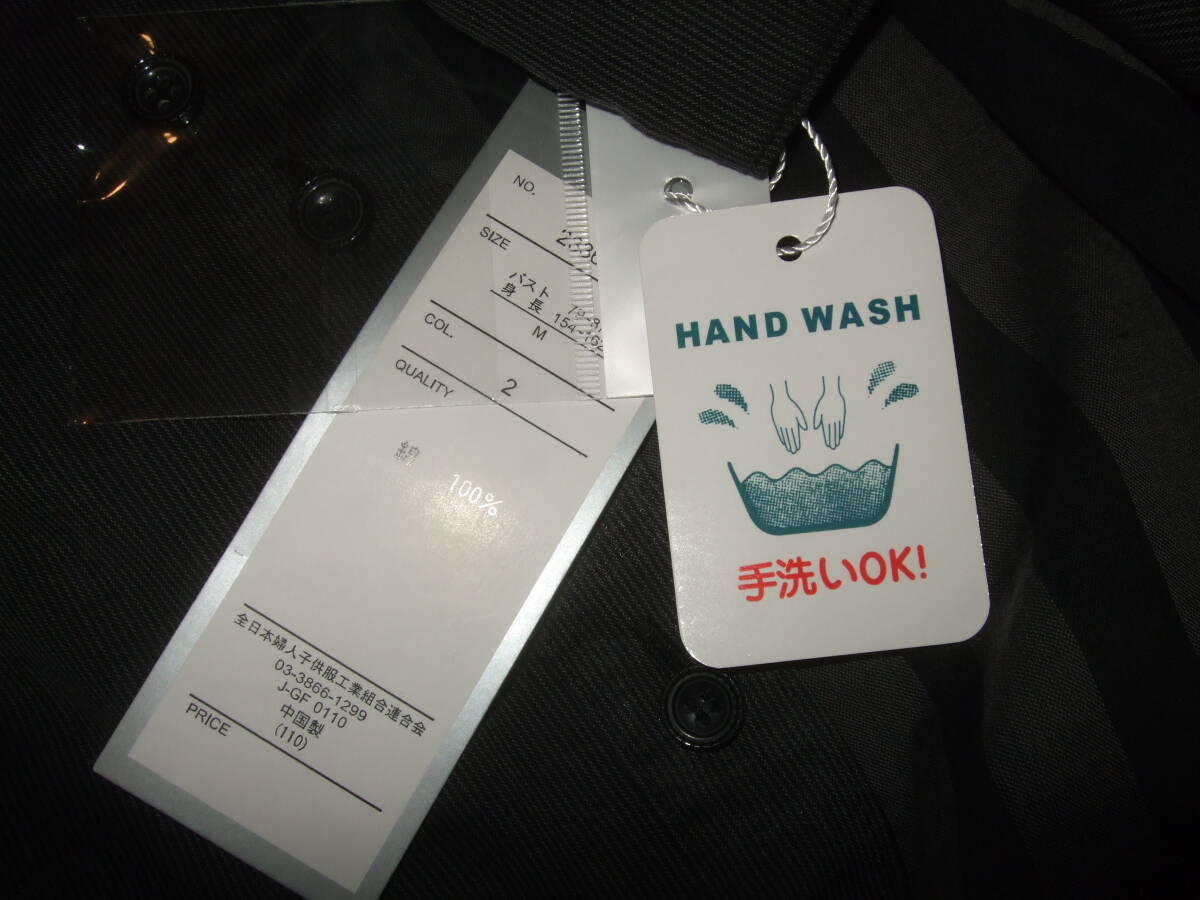 NO.
SIZE
バスト
身長 154-162
M
COL.
2
QUALITY
綿
100%
全日本婦人子供服工業組合連合会
03-3866-1299
J-GF 0110
中国製
(110)
PRICE
HAND WASH
手洗いOK!